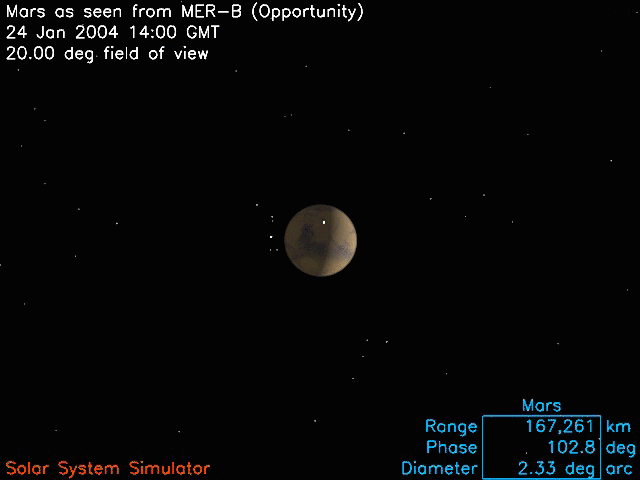 Mars as seen from MER-B (Opportunity)
24 Jan 2004 14:00 GMT
20.00 deg field of view
Mars
Range 167,261 km
Phase 102.8 deg
Diameter 2.33 deg arc
Solar System Simulator